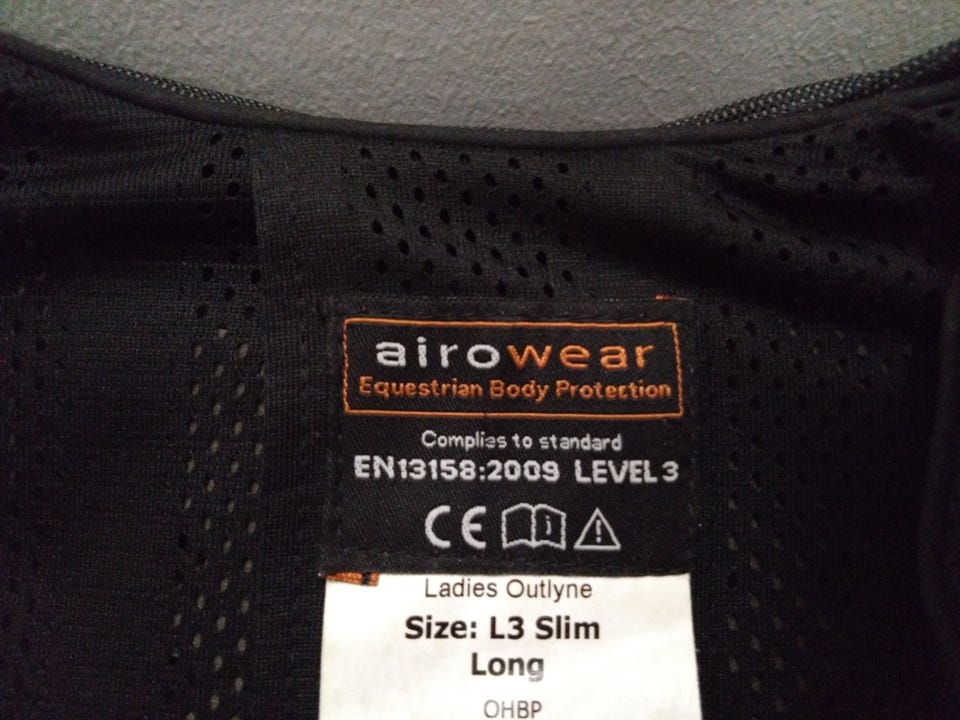 airowear
Equestrian Body Protection
Complies to standard
EN13158:2009 LEVEL 3
CE i !
Ladies Outlyne
Size: L3 Slim
Long
OHBP